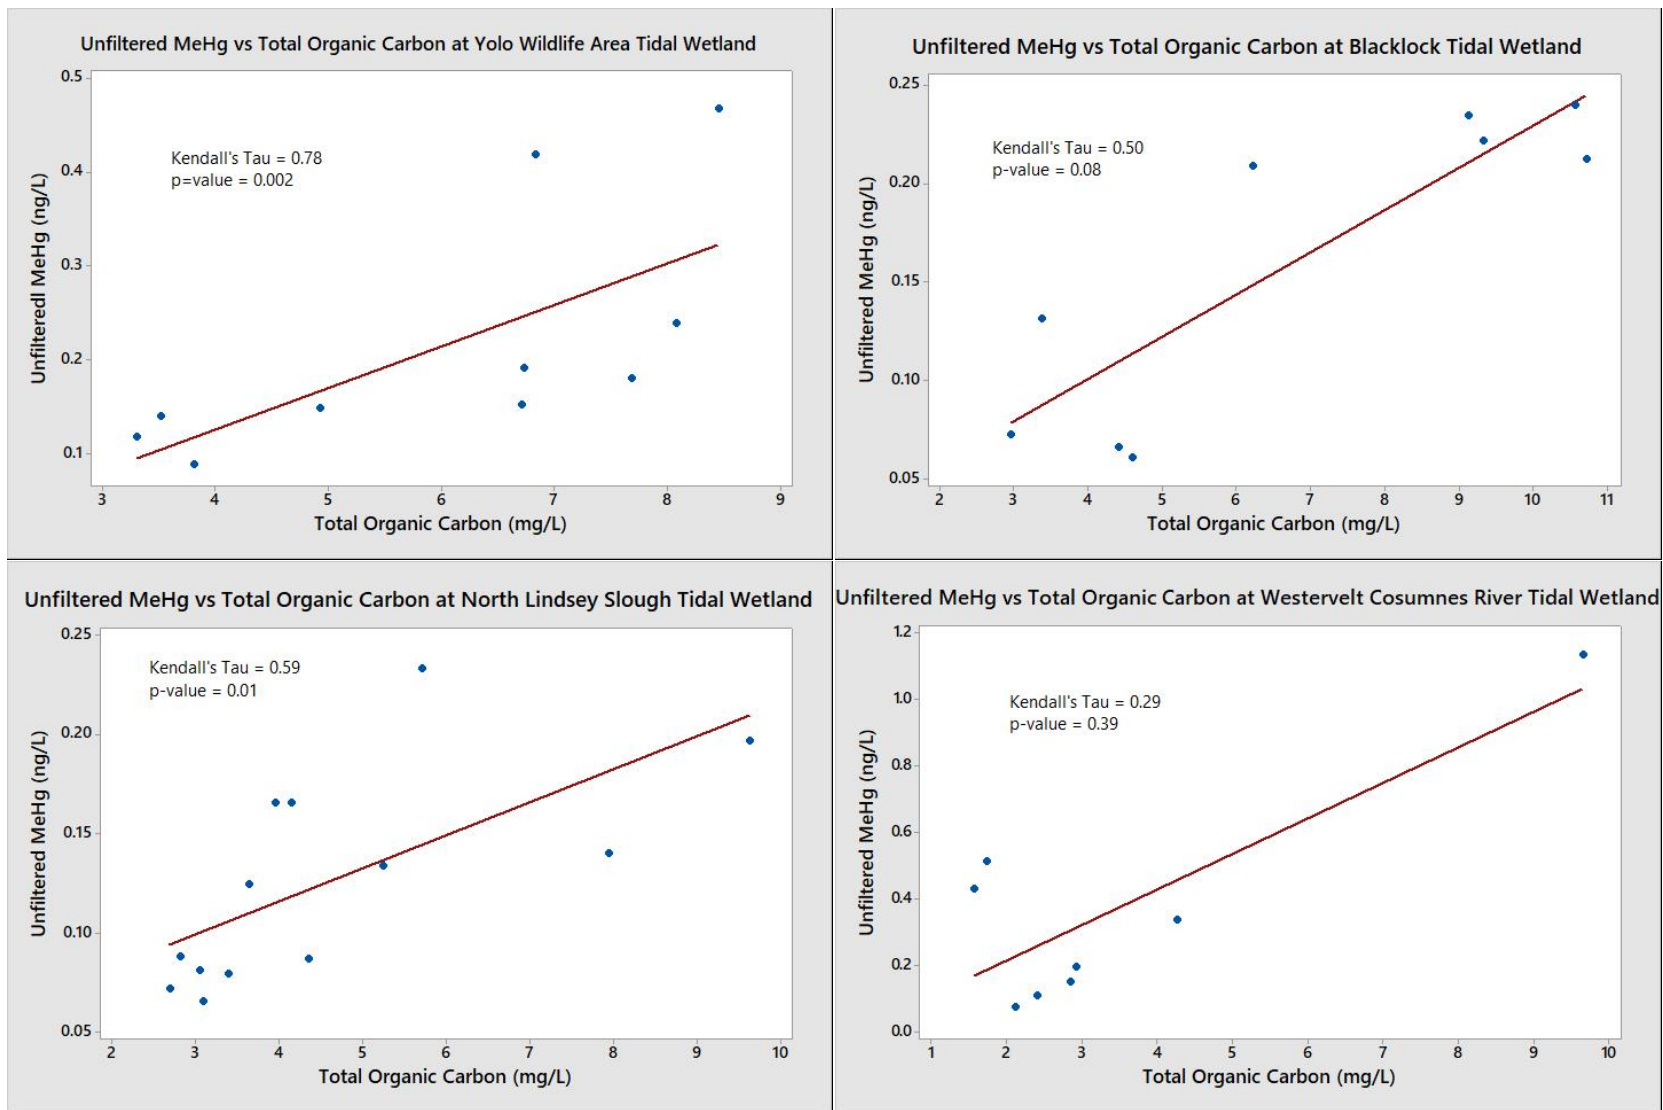 Unfiltered MeHg vs Total Organic Carbon at Yolo Wildlife Area Tidal Wetland
0.5
0.4
0.3
0.2
0.1
Unfilteredl MeHg (ng/L)
Kendall's Tau = 0.78
p=value = 0.002
3 4 5 6 7 8 9
Total Organic Carbon (mg/L)
Unfiltered MeHg vs Total Organic Carbon at Blacklock Tidal Wetland
0.25
0.20
0.15
0.10
0.05
Unfiltered MeHg (ng/L)
Kendall's Tau = 0.50
p-value = 0.08
2 3 4 5 6 7 8 9 10 11
Total Organic Carbon (mg/L)
Unfiltered MeHg vs Total Organic Carbon at North Lindsey Slough Tidal Wetland
0.25
0.20
0.15
0.10
0.05
Unfiltered MeHg (ng/L)
Kendall's Tau = 0.59
p-value = 0.01
2 3 4 5 6 7 8 9 10
Total Organic Carbon (mg/L)
Unfiltered MeHg vs Total Organic Carbon at Westervelt Cosumnes River Tidal Wetland
1.2
1.0
0.8
0.6
0.4
0.2
0.0
Unfiltered MeHg (ng/L)
Kendall's Tau = 0.29
p-value = 0.39
1 2 3 4 5 6 7 8 9 10
Total Organic Carbon (mg/L)